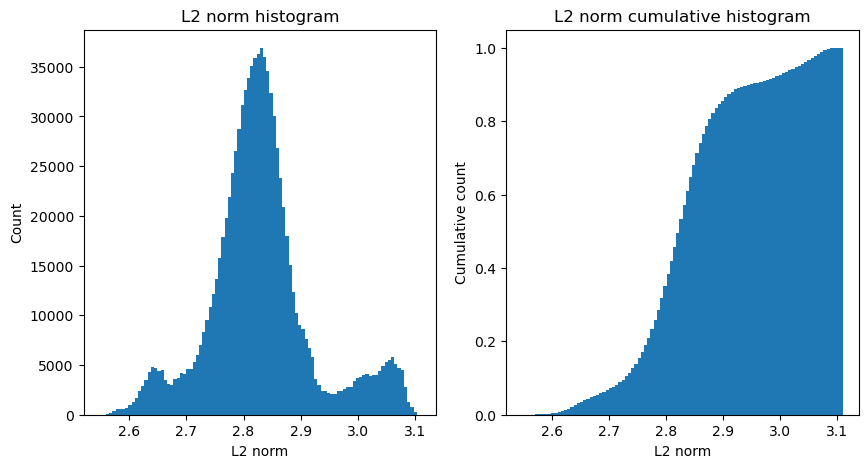 L2 norm histogram
Count
35000
30000
25000
20000
15000
10000
5000
0
2.6 2.7 2.8 2.9 3.0 3.1
L2 norm
L2 norm cumulative histogram
Cumulative count
1.0
0.8
0.6
0.4
0.2
0.0
2.6 2.7 2.8 2.9 3.0 3.1
L2 norm